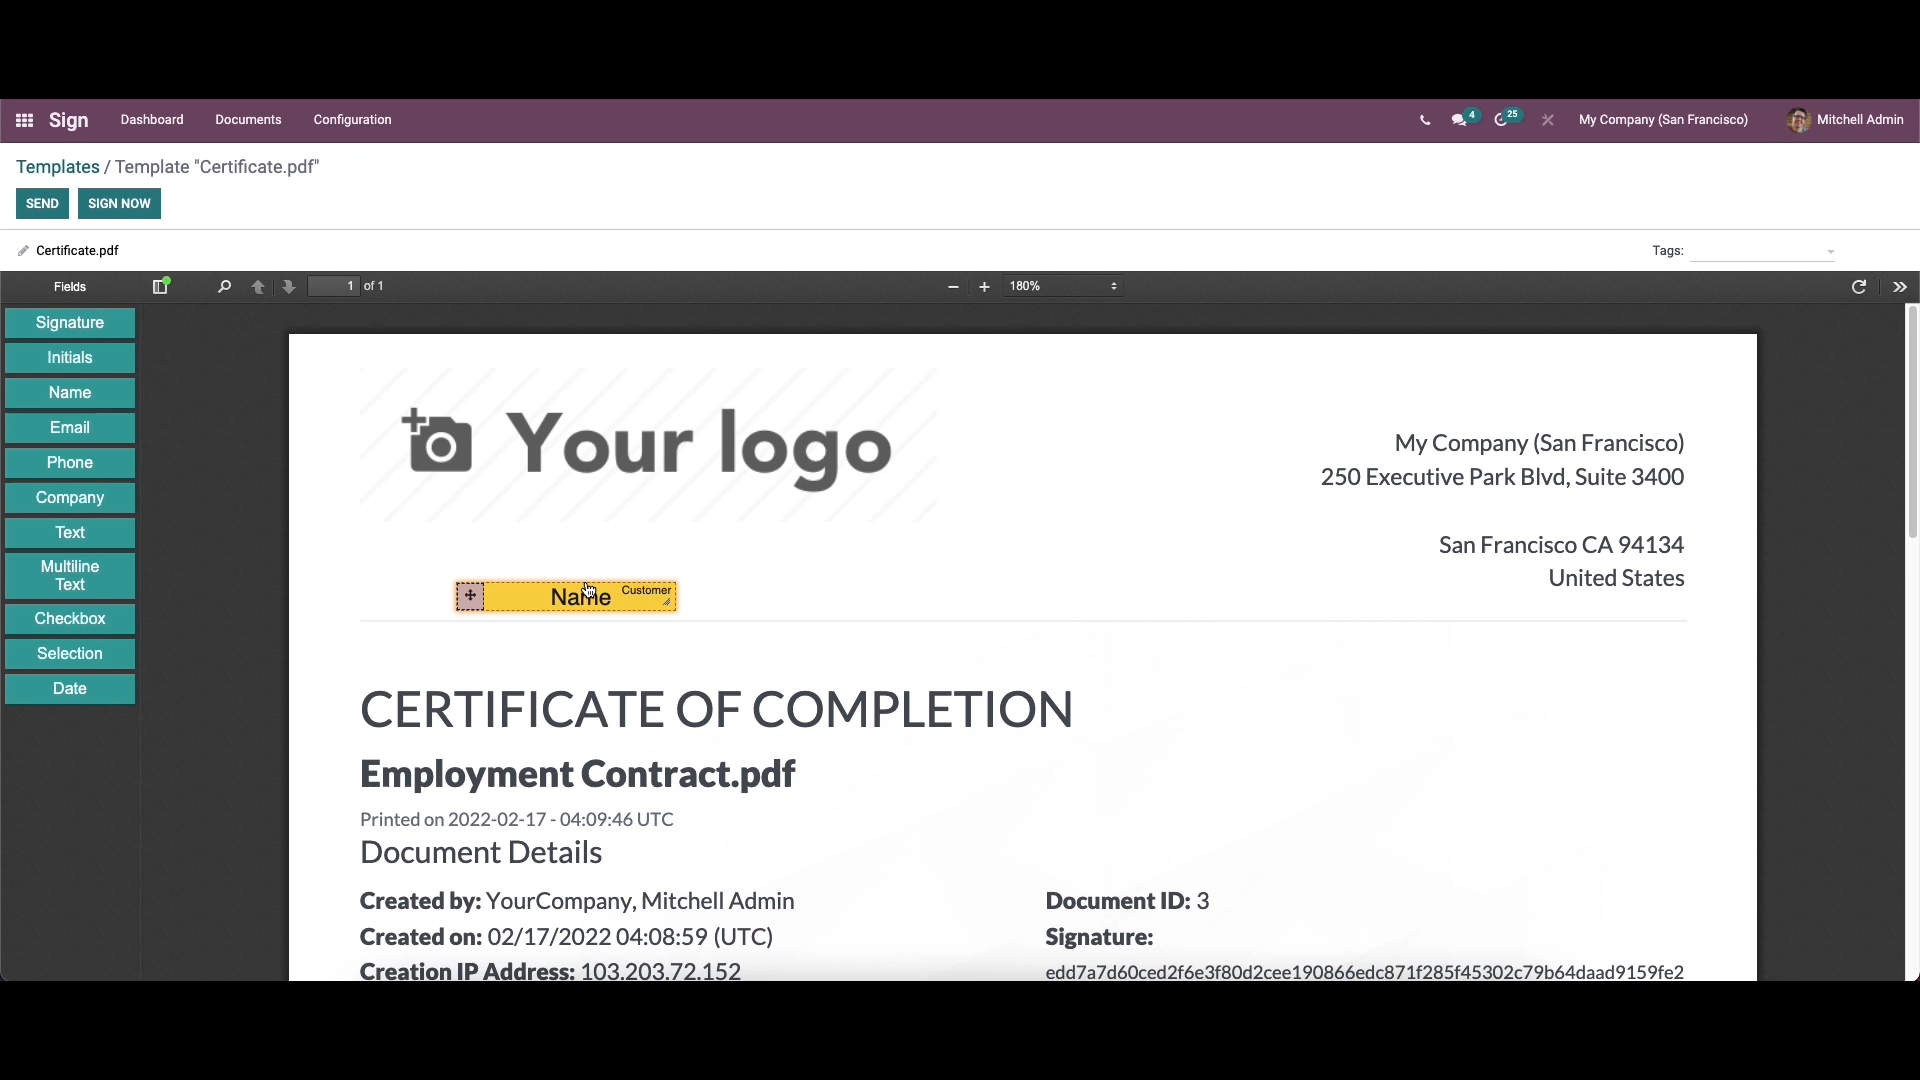 Sign Dashboard Documents Configuration 4 25 My Company (San Francisco) Mitchell Admin
Templates / Template "Certificate.pdf"
SEND SIGN NOW
Certificate.pdf Tags:
Fields 1 of 1 180%
Signature
Initials
Name
Email
Phone
Company
Text
Multiline
Text
Checkbox
Selection
Date
Your logo
My Company (San Francisco)
250 Executive Park Blvd, Suite 3400
San Francisco CA 94134
United States
Name Customer
CERTIFICATE OF COMPLETION
Employment Contract.pdf
Printed on 2022-02-17 - 04:09:46 UTC
Document Details
Created by: YourCompany, Mitchell Admin
Created on: 02/17/2022 04:08:59 (UTC)
Creation IP Address: 103.203.72.152
Document ID: 3
Signature:
edd7a7d60ced2f6e3f80d2cee190866edc871f285f45302c79b64daad9159fe2